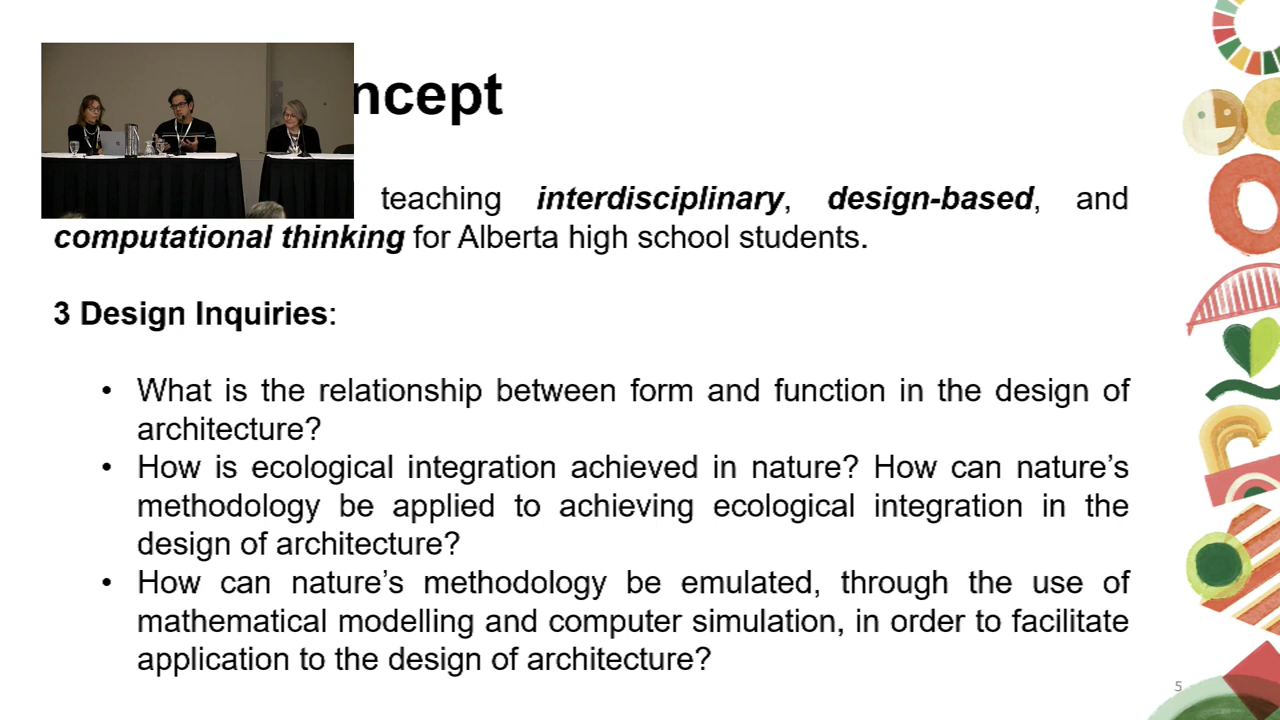 ncept
teaching interdisciplinary, design-based, and
computational thinking for Alberta high school students.
3 Design Inquiries:
• What is the relationship between form and function in the design of
architecture?
• How is ecological integration achieved in nature? How can nature’s
methodology be applied to achieving ecological integration in the
design of architecture?
• How can nature’s methodology be emulated, through the use of
mathematical modelling and computer simulation, in order to facilitate
application to the design of architecture?
5